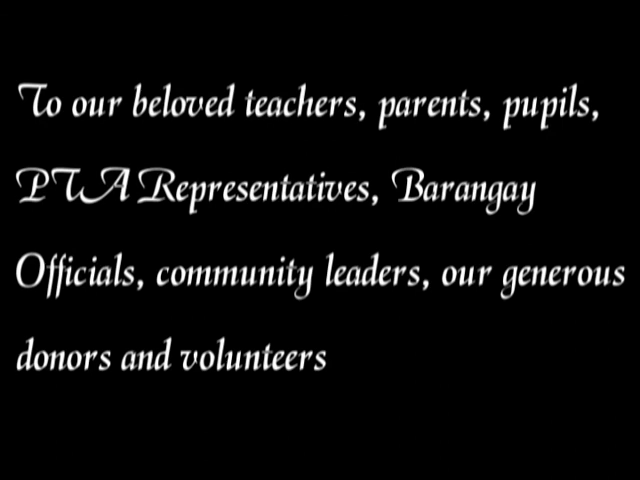 To our beloved teachers, parents, pupils,
PTA Representatives, Barangay
Officials, community leaders, our generous
donors and volunteers